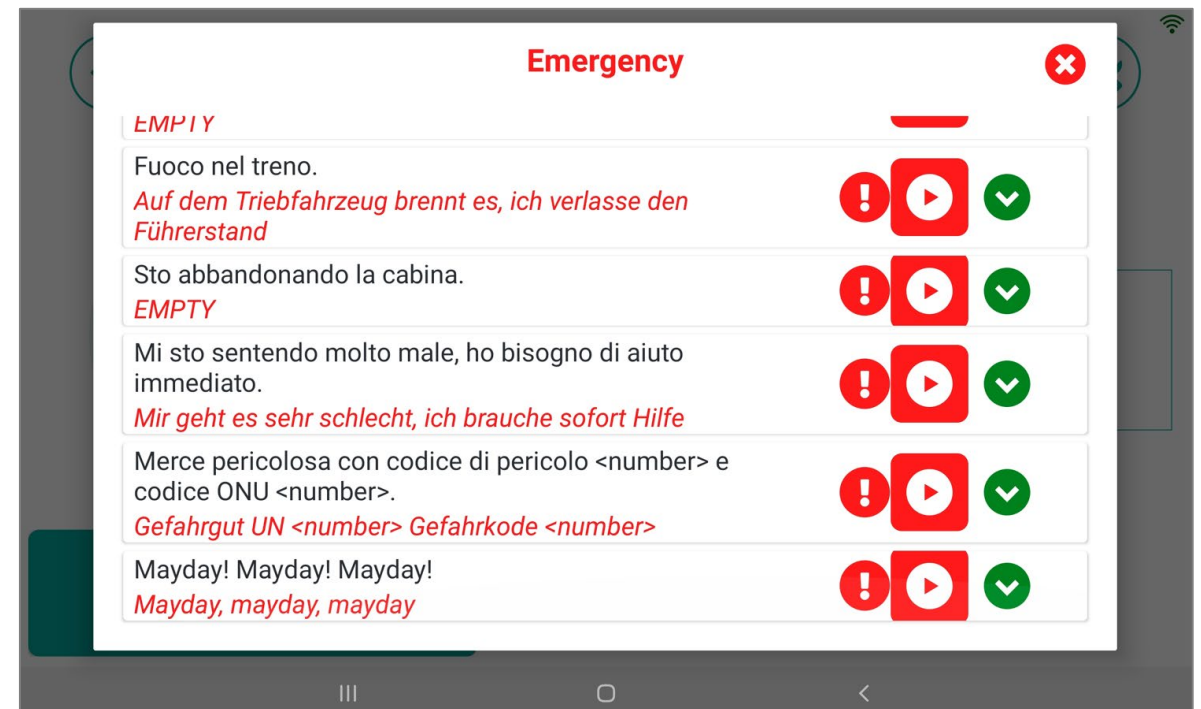 Emergency
EMPTY
Fuoco nel treno.
Auf dem Triebfahrzeug brennt es, ich verlasse den
Führerstand
Sto abbandonando la cabina.
EMPTY
Mi sto sentendo molto male, ho bisogno di aiuto
immediato.
Mir geht es sehr schlecht, ich brauche sofort Hilfe
Merce pericolosa con codice di pericolo <number> e
codice ONU <number>.
Gefahrgut UN <number> Gefahrkode <number>
Mayday! Mayday! Mayday!
Mayday, mayday, mayday